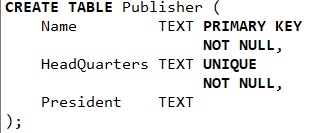 CREATE TABLE Publisher (
    Name         TEXT PRIMARY KEY
                      NOT NULL,
    HeadQuarters TEXT UNIQUE
                      NOT NULL,
    President    TEXT
);